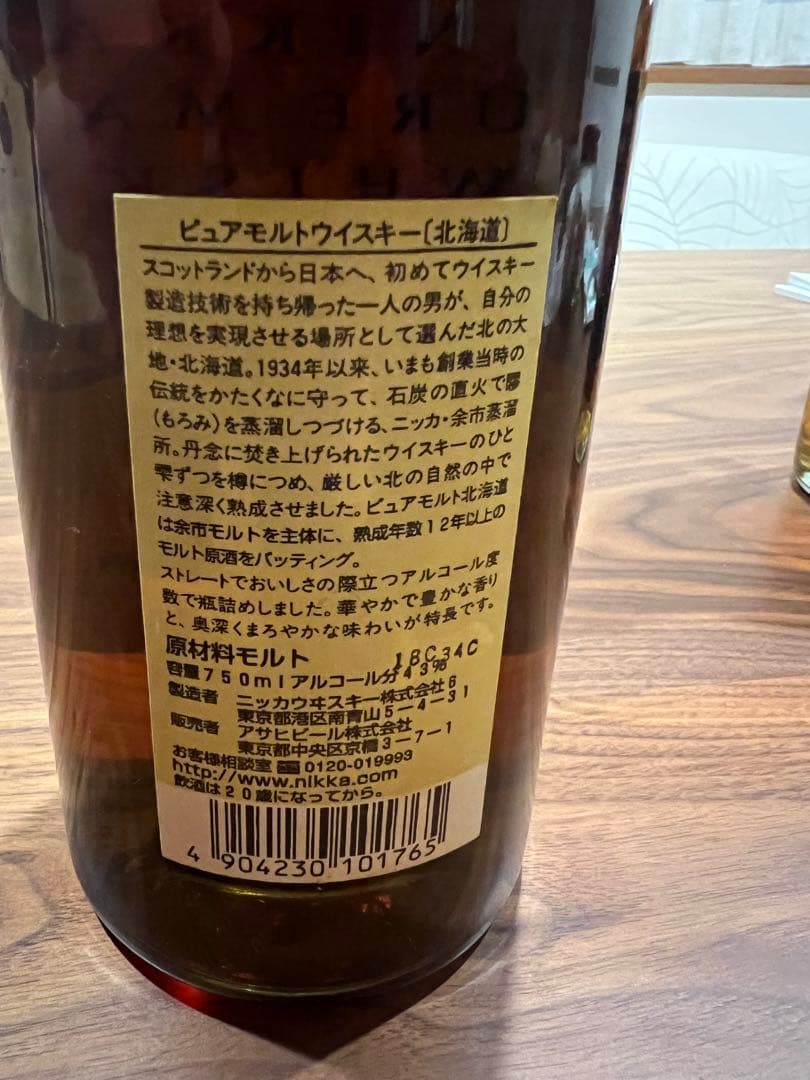 ピュアモルトウイスキー〔北海道〕
スコットランドから日本へ、初めてウイスキー
製造技術を持ち帰った一人の男が、自分の
理想を実現させる場所として選んだ北の大
地・北海道。1934年以来、いまも創業当時の
伝統をかたくなに守って、石炭の直火で醪
(もろみ)を蒸溜しつづける、ニッカ・余市蒸溜
所。丹念に焚き上げられたウイスキーのひと
雫ずつを樽につめ、厳しい北の自然の中で
注意深く熟成させました。ピュアモルト北海道
は余市モルトを主体に、熟成年数12年以上の
モルト原酒をバッティング。
ストレートでおいしさの際立つアルコール度
数で瓶詰めしました。華やかで豊かな香り
と、奥深くまろやかな味わいが特長です。
原材料モルト
18C34C
容量750mlアルコール分43%
製造者 ニッカウヰスキー株式会社6
東京都港区南青山5-4-31
販売者 アサヒビール株式会社
東京都中央区京橋3-7-1
お客様相談室 0120-019993
http://www.nikka.com
飲酒は20歳になってから。
4 904230 101765